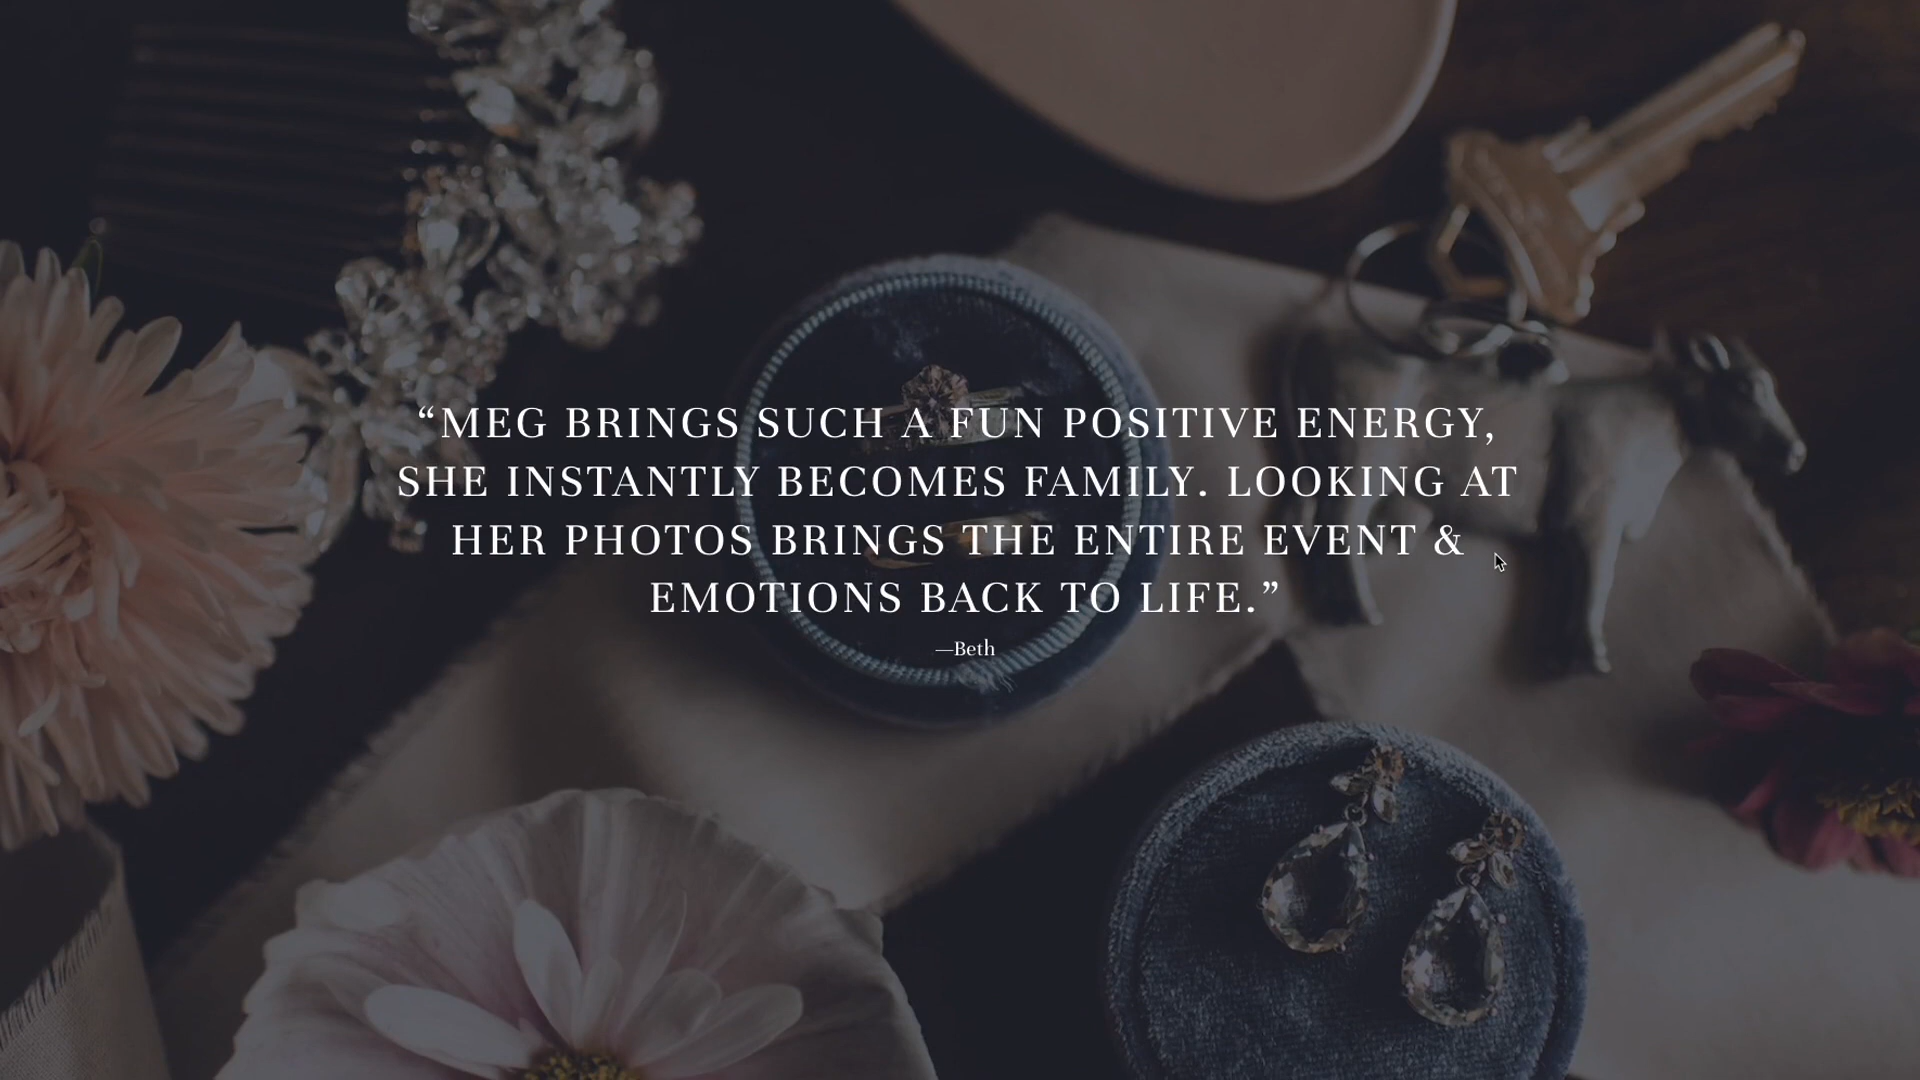 “MEG BRINGS SUCH A FUN POSITIVE ENERGY,
SHE INSTANTLY BECOMES FAMILY. LOOKING AT
HER PHOTOS BRINGS THE ENTIRE EVENT &
EMOTIONS BACK TO LIFE.”
—Beth